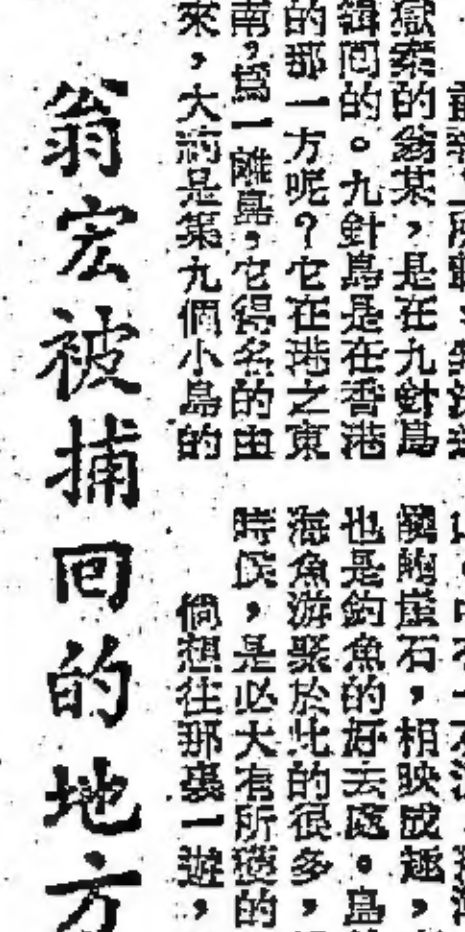 獄索的翁某,是在九針島
緝回的。九針島是在香港
的那一方呢?它在港之東
南,爲一離島,它得名的由
來,大約是第九個小島的
崖石,相映成趣,
也是釣魚的好去處。島
海魚游聚於此的很多,
時候,是必大有所獲的
倘想往那裏一遊,
翁宏被捕回的地方